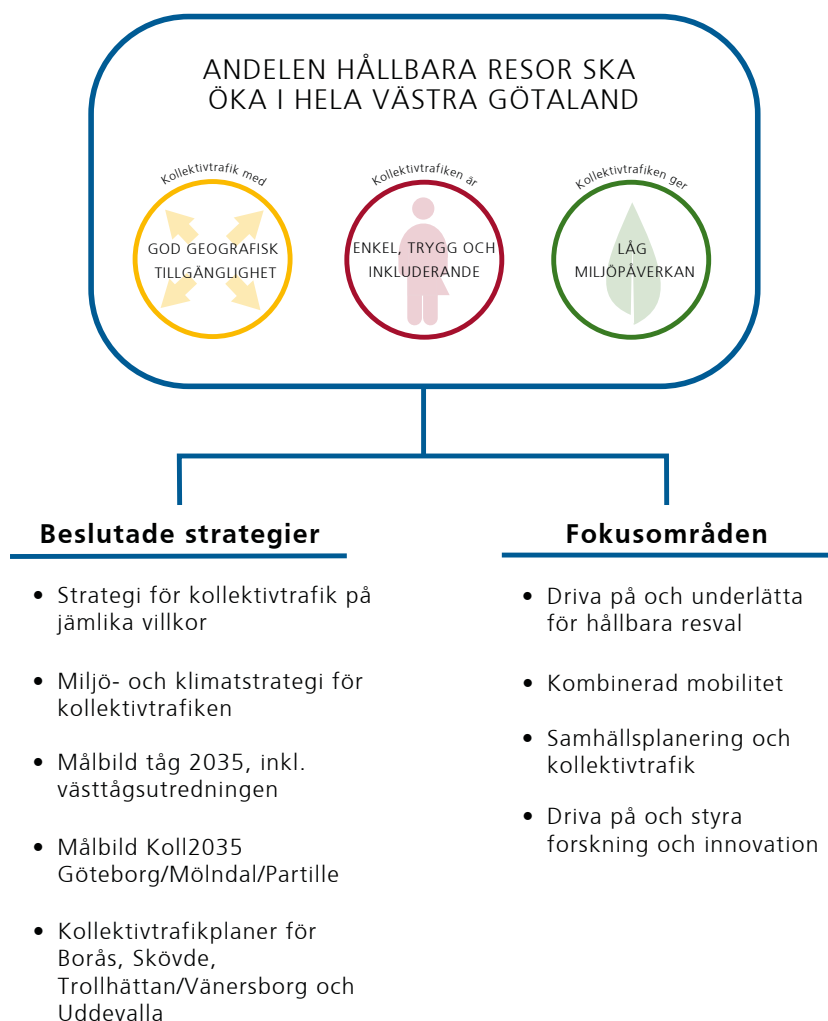 ANDELEN HÅLLBARA RESOR SKA
ÖKA I HELA VÄSTRA GÖTALAND
Kollektivtrafik med
GOD GEOGRAFISK
TILLGÄNGLIGHET
Kollektivtrafiken är
ENKEL, TRYGG OCH
INKLUDERANDE
Kollektivtrafiken ger
LÅG
MILJÖPÅVERKAN
Beslutade strategier
• Strategi för kollektivtrafik på
jämlika villkor
• Miljö- och klimatstrategi för
kollektivtrafiken
• Målbild tåg 2035, inkl.
västtågsutredningen
• Målbild Koll2035
Göteborg/Mölndal/Partille
• Kollektivtrafikplaner för
Borås, Skövde,
Trollhättan/Vänersborg och
Uddevalla
Fokusområden
• Driva på och underlätta
för hållbara resval
• Kombinerad mobilitet
• Samhällsplanering och
kollektivtrafik
• Driva på och styra
forskning och innovation